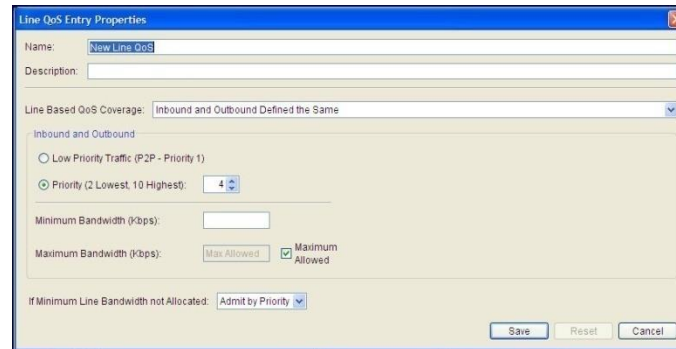 Line QoS Entry Properties
Name: New Line QoS
Description:
Line Based QoS Coverage: Inbound and Outbound Defined the Same
Inbound and Outbound
Low Priority Traffic (P2P - Priority 1)
Priority (2 Lowest, 10 Highest): 4
Minimum Bandwidth (Kbps):
Maximum Bandwidth (Kbps): Max Allowed Maximum Allowed
If Minimum Line Bandwidth not Allocated: Admit by Priority
Save Reset Cancel